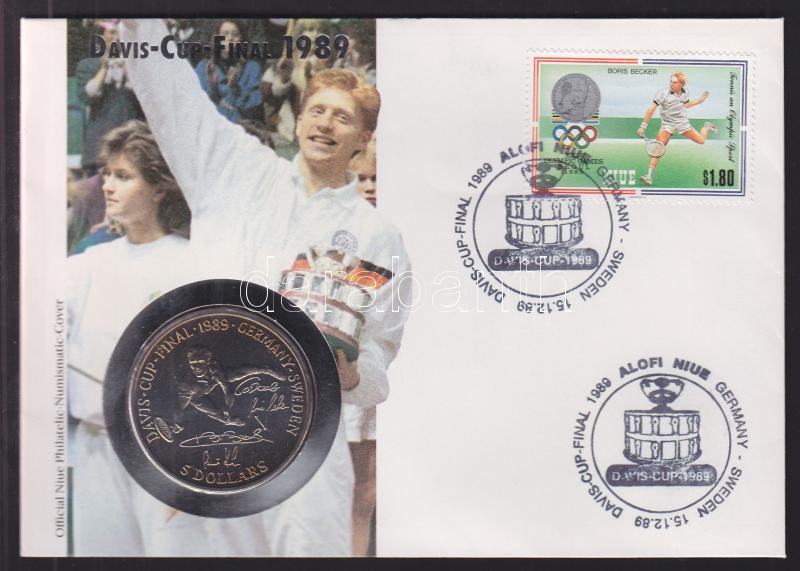 DAVIS-CUP-FINAL 1989
BORIS BECKER
Tennis an Olympic Sport
OLYMPIC GAMES
SEOUL
1988
NIUE
$1.80
DAVIS-CUP-FINAL 1989 ALOFI NIUE GERMANY - SWEDEN 15.12.89
DAVIS-CUP-1989
Official Niue Philatelic-Numismatic-Cover
darabanth
DAVIS-CUP-FINAL·1989·GERMANY-SWEDEN
5 DOLLARS
DAVIS-CUP-FINAL 1989 ALOFI NIUE GERMANY - SWEDEN 15.12.89
DAVIS-CUP-1989